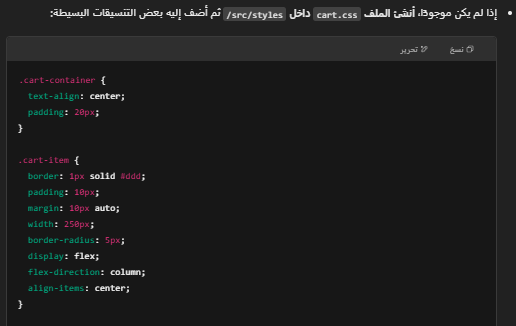 إذا لم يكن موجودًا، أنشئ الملف cart.css داخل /src/styles ثم أضف إليه بعض التنسيقات البسيطة:
نسخ تحرير
.cart-container {
  text-align: center;
  padding: 20px;
}

.cart-item {
  border: 1px solid #ddd;
  padding: 10px;
  margin: 10px auto;
  width: 250px;
  border-radius: 5px;
  display: flex;
  flex-direction: column;
  align-items: center;
}